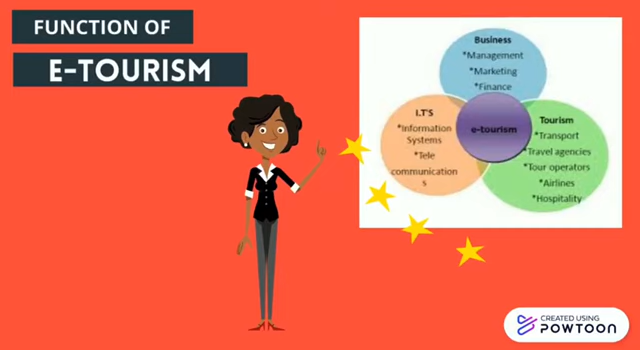 FUNCTION OF
E-TOURISM
Business
*Management
*Marketing
*Finance
I.T'S
*Information
Systems
*Tele
communication
s
e-tourism
Tourism
*Transport
*Travel agencies
*Tour operators
*Airlines
*Hospitality
CREATED USING
POWTOON